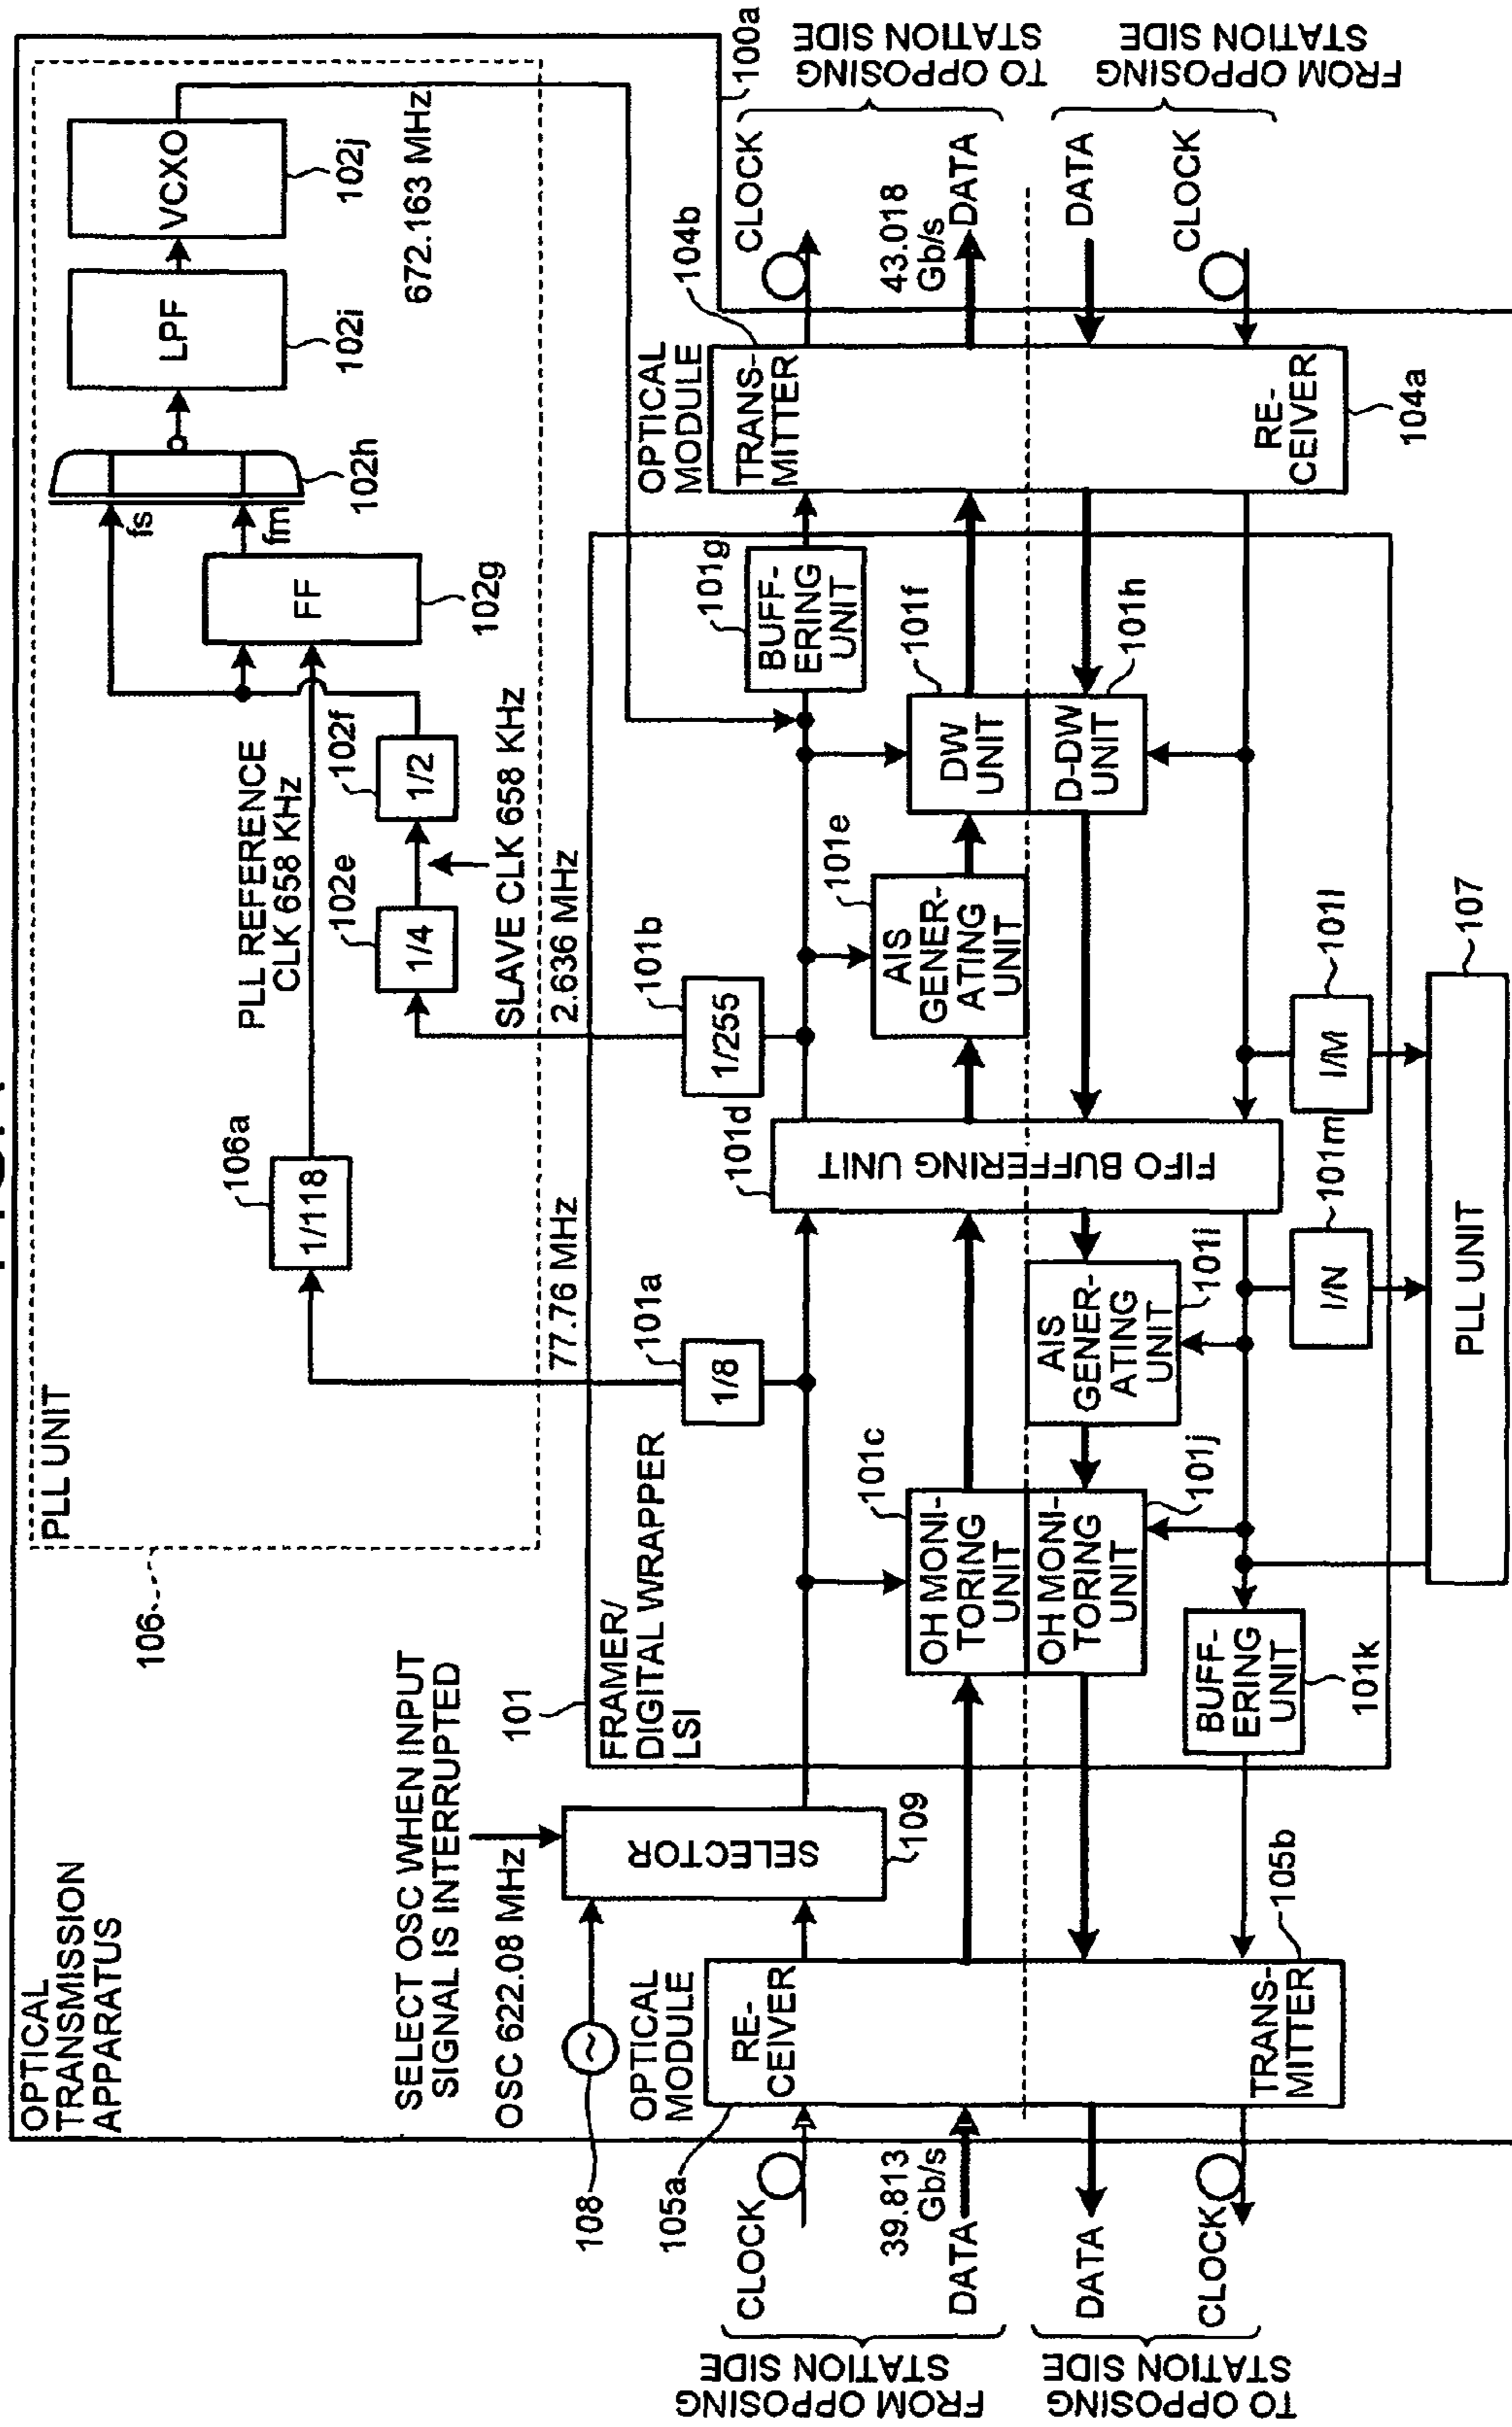 OPTICAL
TRANSMISSION
APPARATUS
PLL UNIT
106
106a
1/118
PLL REFERENCE
CLK 658 KHz
102e
1/4
102f
1/2
SLAVE CLK 658 KHz
FF
102g
fs
fm
102h
LPF
102i
VCXO
102j
672.163 MHz
77.76 MHz
2.636 MHz
SELECT OSC WHEN INPUT
SIGNAL IS INTERRUPTED
OSC 622.08 MHz
108
SELECTOR
109
101
FRAMER/
DIGITAL WRAPPER
LSI
101a
1/8
101b
1/255
101c
OH MONI-
TORING
UNIT
101d
FIFO BUFFERING UNIT
101e
AIS
GENER-
ATING
UNIT
101f
DW
UNIT
101g
BUFF-
ERING
UNIT
101h
D-DW
UNIT
101i
AIS
GENER-
ATING
UNIT
101j
OH MONI-
TORING
UNIT
101k
BUFF-
ERING
UNIT
101m
I/N
101l
I/M
PLL UNIT
107
OPTICAL
MODULE
105a
RE-
CEIVER
TRANS-
MITTER
105b
CLOCK
39.813
Gb/s
DATA
FROM OPPOSING
STATION SIDE
DATA
CLOCK
TO OPPOSING
STATION SIDE
OPTICAL
MODULE
104b
TRANS-
MITTER
RE-
CEIVER
104a
CLOCK
43.018
Gb/s
DATA
TO OPPOSING
STATION SIDE
DATA
CLOCK
FROM OPPOSING
STATION SIDE
100a